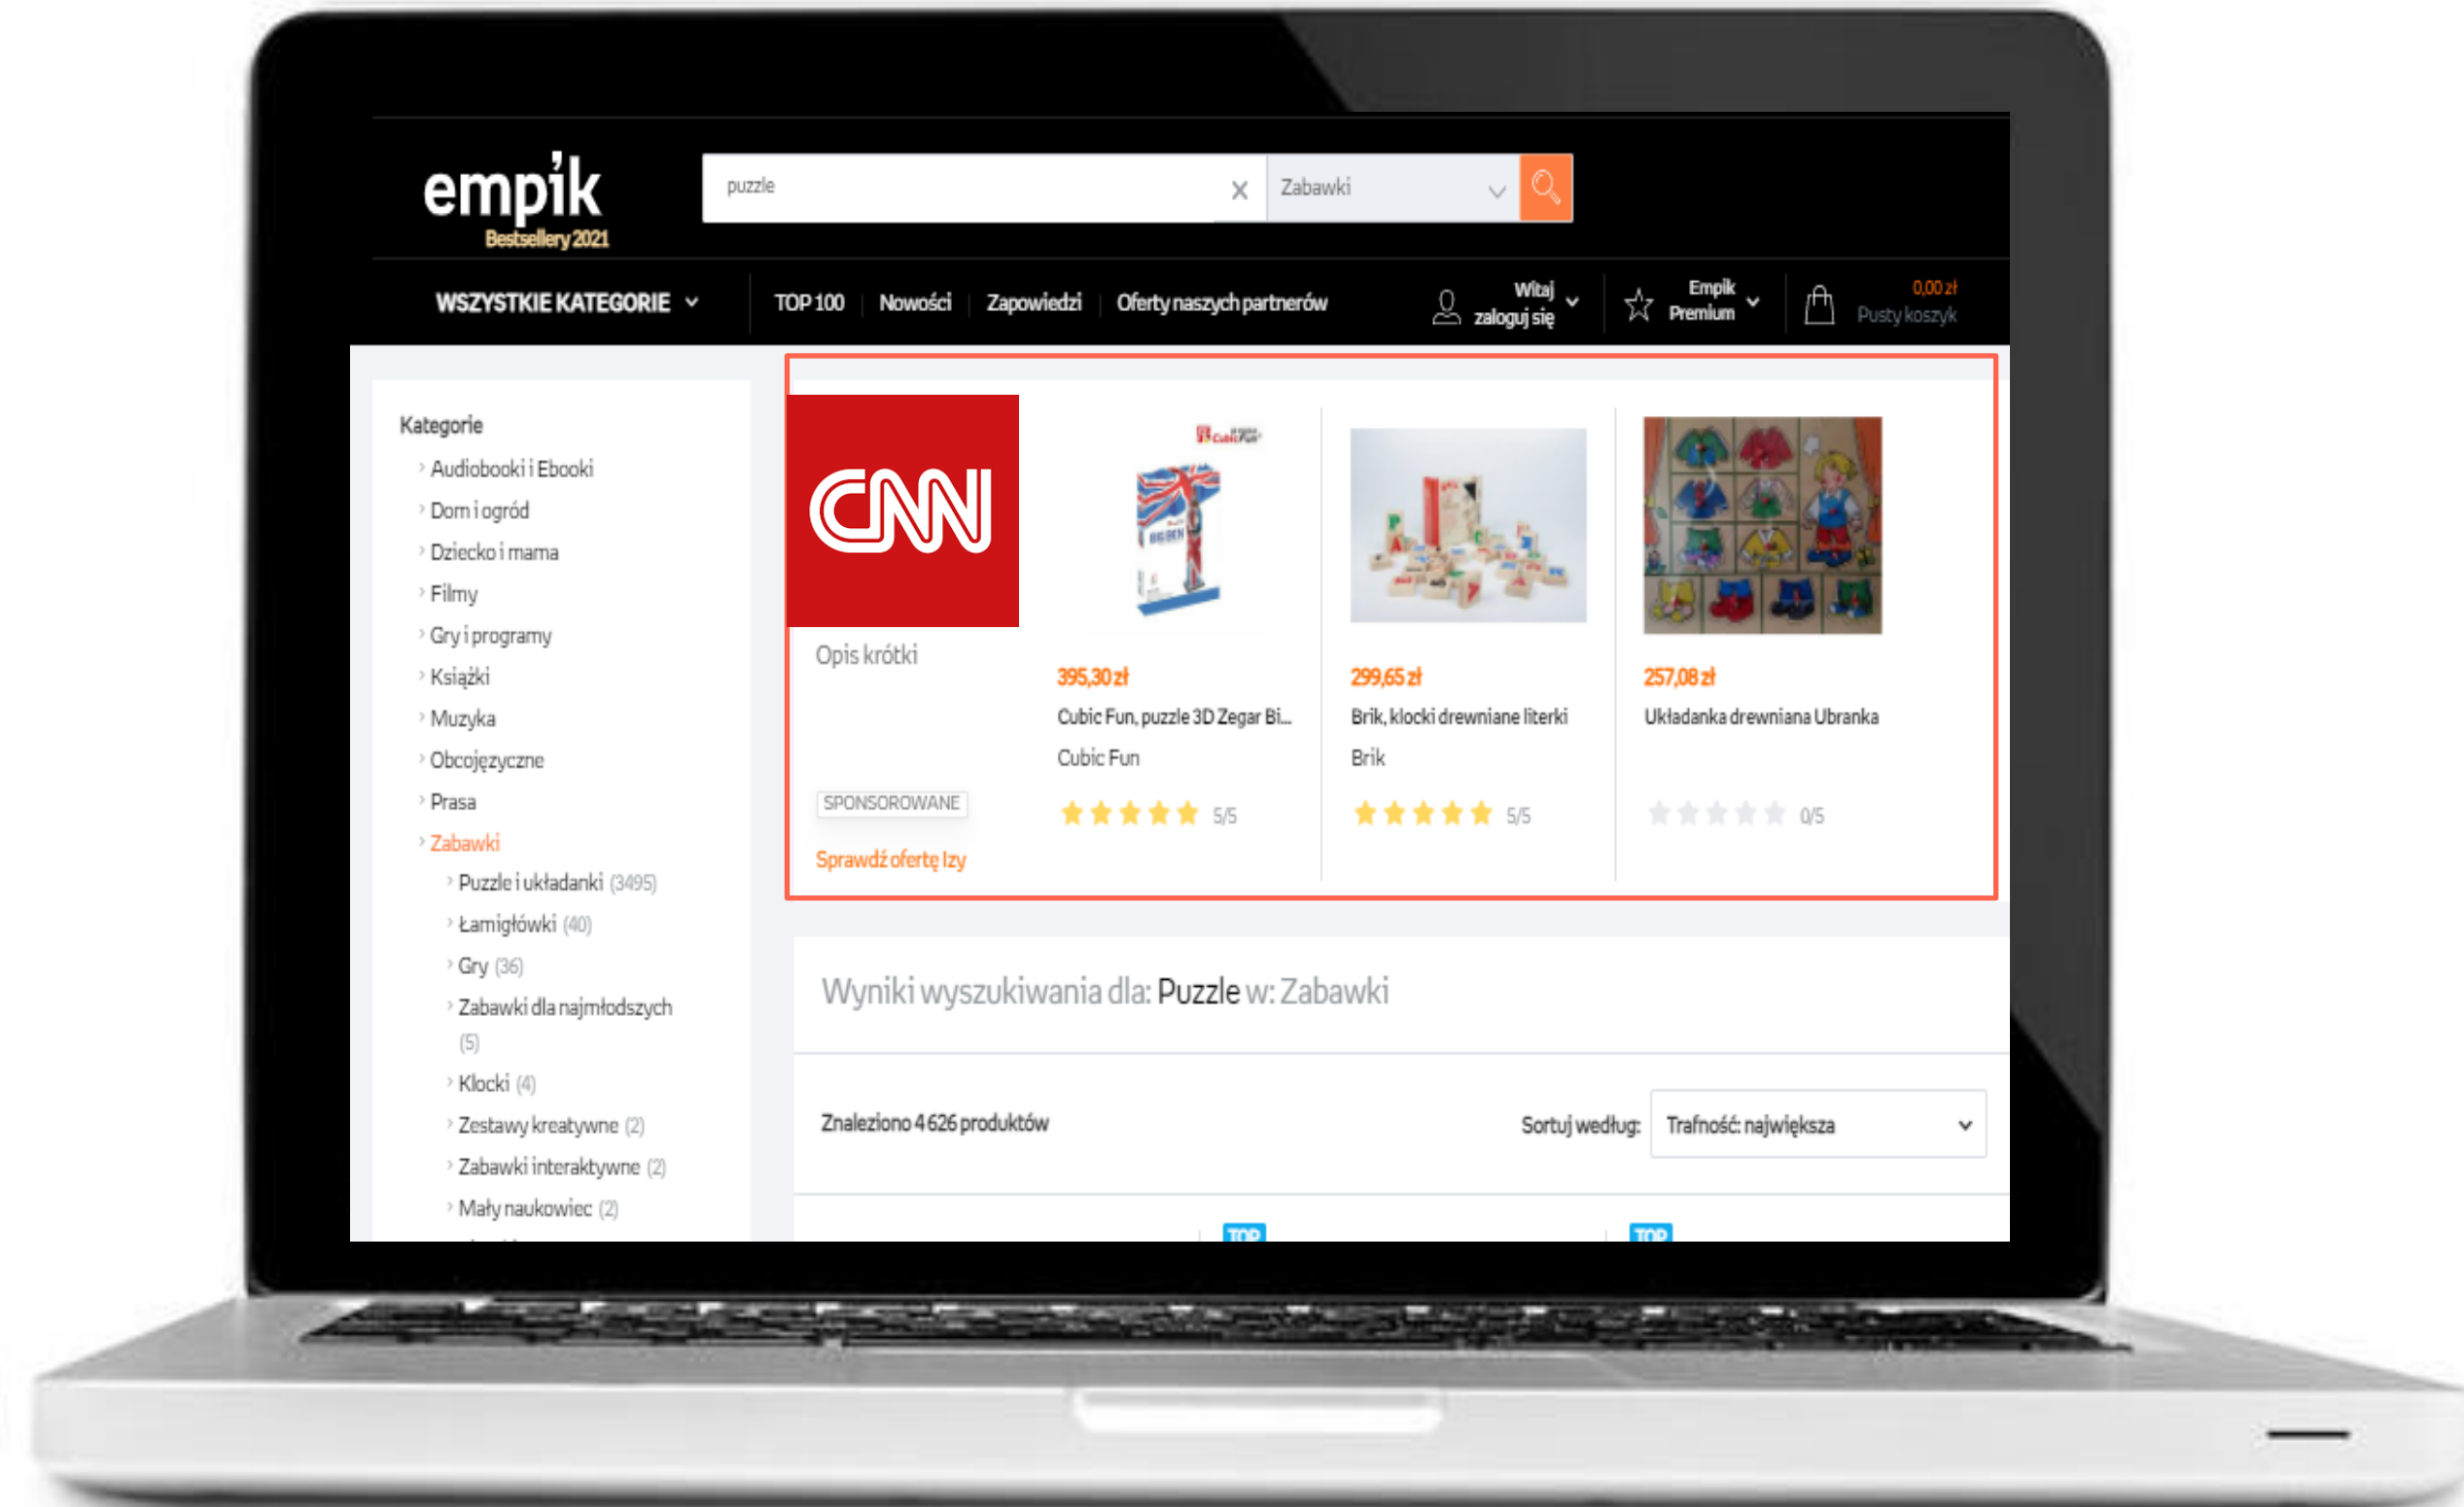 empik
Bestsellery 2021
puzzle
Zabawki
WSZYSTKIE KATEGORIE
TOP 100
Nowości
Zapowiedzi
Oferty naszych partnerów
Witaj
zaloguj się
Empik
Premium
0,00 zł
Pusty koszyk
Kategorie
Audiobooki i Ebooki
Dom i ogród
Dziecko i mama
Filmy
Gry i programy
Książki
Muzyka
Obcojęzyczne
Prasa
Zabawki
Puzzle i układanki (3495)
Łamigłówki (40)
Gry (36)
Zabawki dla najmłodszych
(5)
Klocki (4)
Zestawy kreatywne (2)
Zabawki interaktywne (2)
Mały naukowiec (2)
CNN
Opis krótki
SPONSOROWANE
Sprawdź ofertę Izy
CubicFun
BIG BEN
395,30 zł
Cubic Fun, puzzle 3D Zegar Bi...
Cubic Fun
5/5
299,65 zł
Brik, klocki drewniane literki
Brik
5/5
257,08 zł
Układanka drewniana Ubranka
0/5
Wyniki wyszukiwania dla: Puzzle w: Zabawki
Znaleziono 4 626 produktów
Sortuj według:
Trafność: największa
TOP
TOP